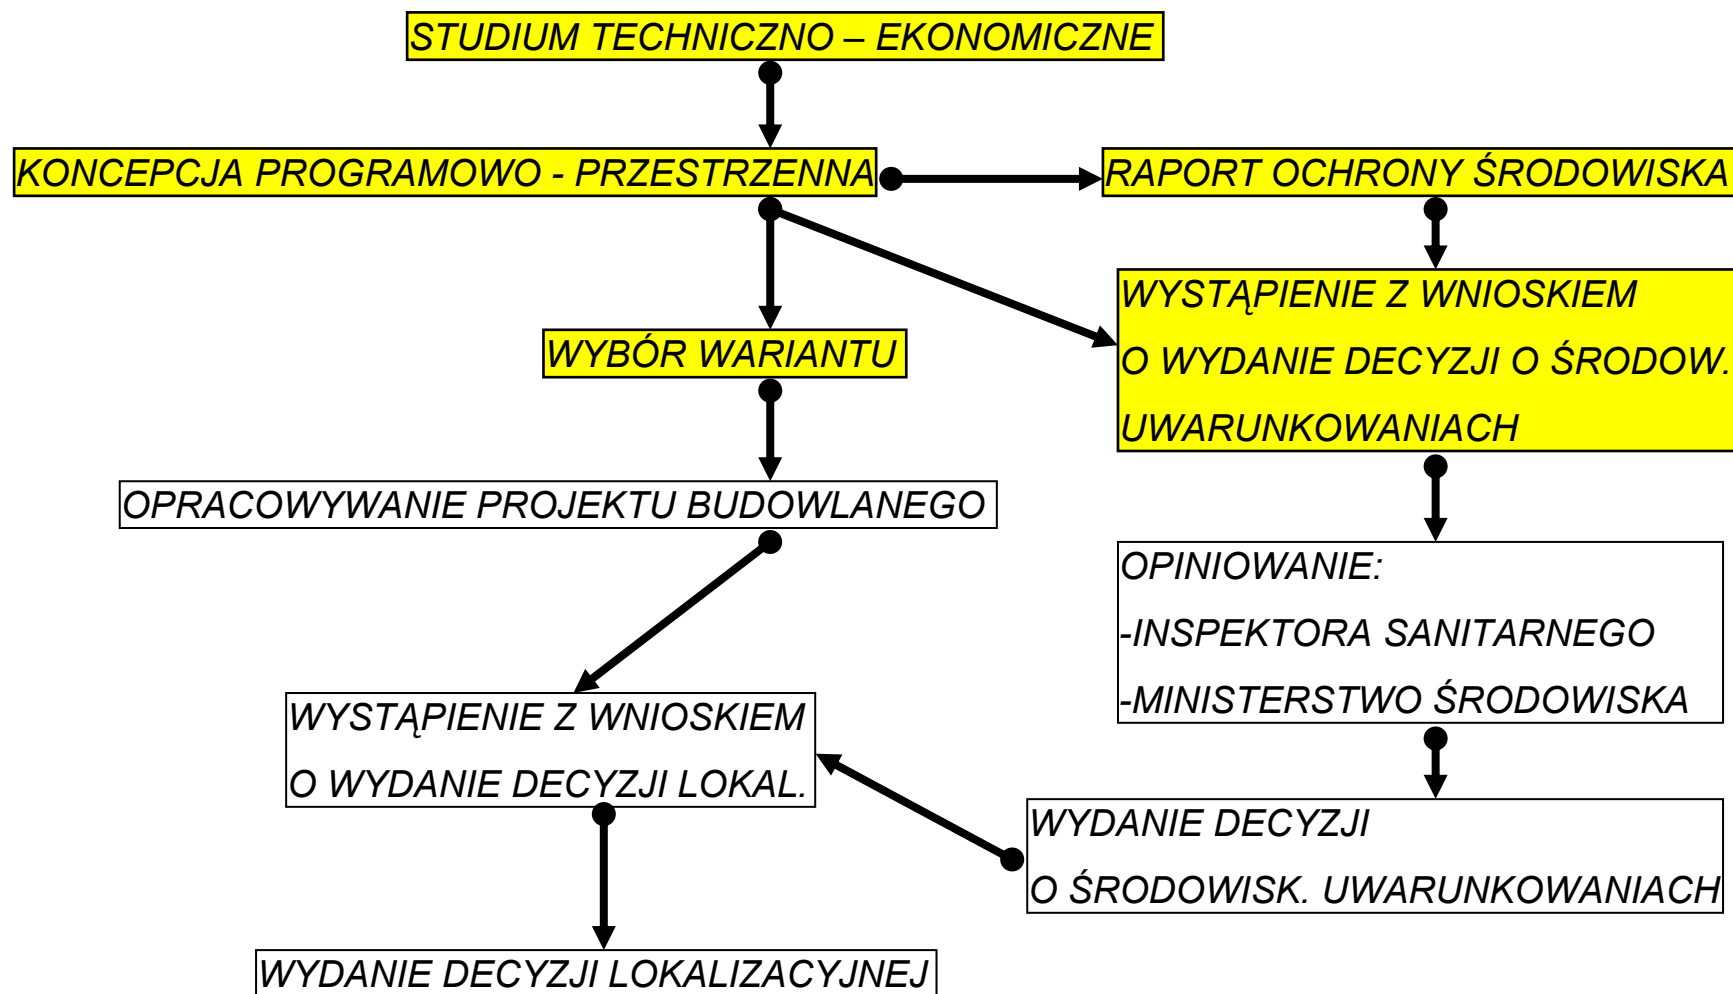 STUDIUM TECHNICZNO – EKONOMICZNE
KONCEPCJA PROGRAMOWO - PRZESTRZENNA
RAPORT OCHRONY ŚRODOWISKA
WYSTĄPIENIE Z WNIOSKIEM
O WYDANIE DECYZJI O ŚRODOW.
UWARUNKOWANIACH
WYBÓR WARIANTU
OPRACOWYWANIE PROJEKTU BUDOWLANEGO
OPINIOWANIE:
-INSPEKTORA SANITARNEGO
-MINISTERSTWO ŚRODOWISKA
WYSTĄPIENIE Z WNIOSKIEM
O WYDANIE DECYZJI LOKAL.
WYDANIE DECYZJI
O ŚRODOWISK. UWARUNKOWANIACH
WYDANIE DECYZJI LOKALIZACYJNEJ